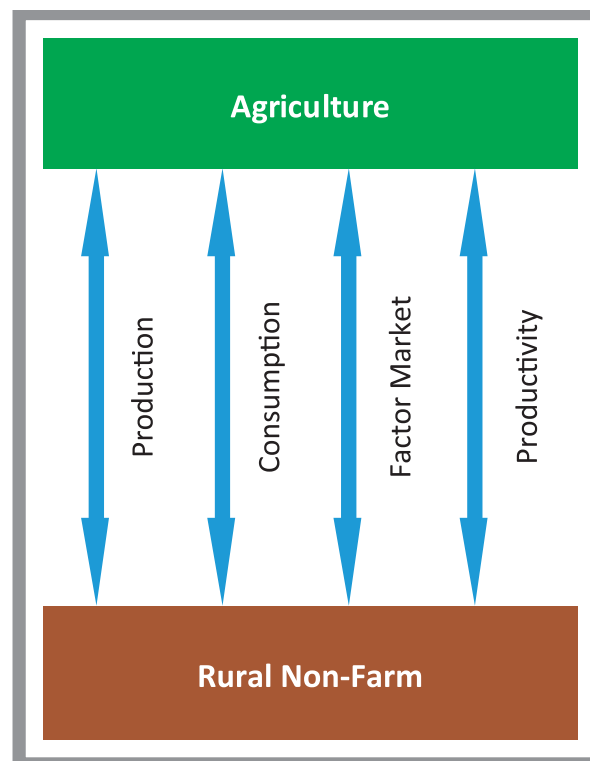 Agriculture
Production
Consumption
Factor Market
Productivity
Rural Non-Farm